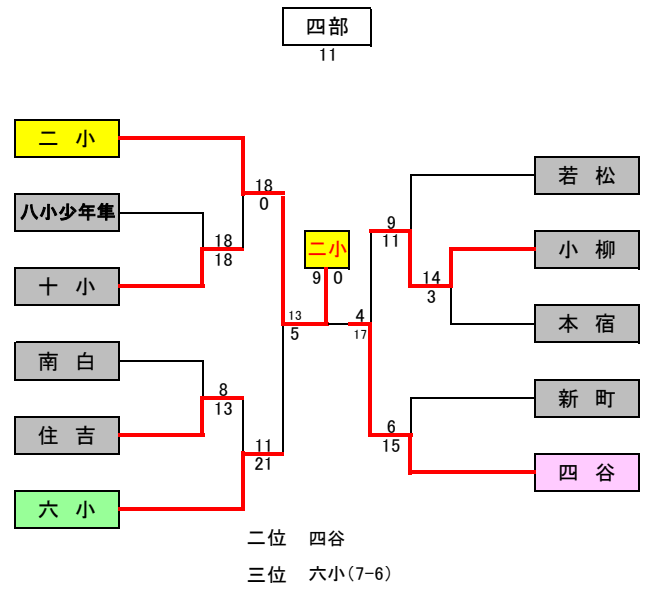 四部
11
二 小
八小少年隼
十 小
南 白
住 吉
六 小
18
0
18
18
8
13
11
21
13
5
二小
9 0
4
17
9
11
14
3
6
15
若 松
小 柳
本 宿
新 町
四 谷
二位 四谷
三位 六小(7-6)